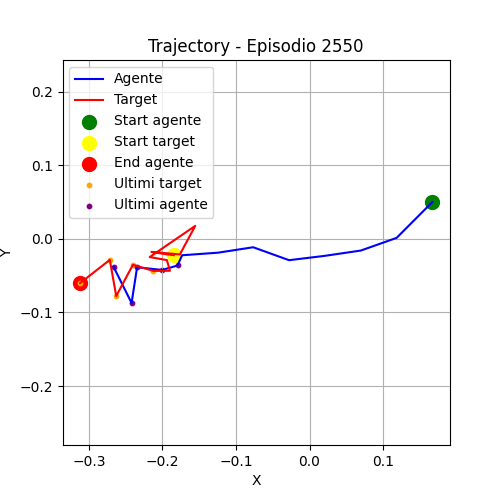 Trajectory - Episodio 2550
Agente
Target
Start agente
Start target
End agente
Ultimi target
Ultimi agente
0.2
0.1
0.0
−0.1
−0.2
Y
−0.3
−0.2
−0.1
0.0
0.1
X